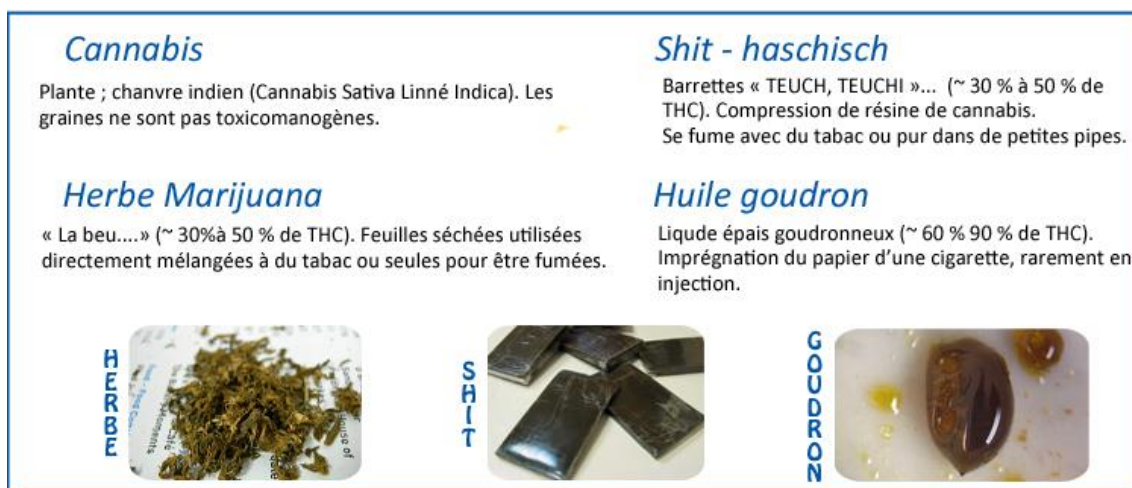 Cannabis
Plante ; chanvre indien (Cannabis Sativa Linné Indica). Les
graines ne sont pas toxicomanogènes.
Shit - haschisch
Barrettes « TEUCH, TEUCHI »... (~ 30 % à 50 % de
THC). Compression de résine de cannabis.
Se fume avec du tabac ou pur dans de petites pipes.
Herbe Marijuana
« La beu....» (~ 30%à 50 % de THC). Feuilles séchées utilisées
directement mélangées à du tabac ou seules pour être fumées.
Huile goudron
Liqude épais goudronneux (~ 60 % 90 % de THC).
Imprégnation du papier d'une cigarette, rarement en
injection.
HERBE
House of
SHIT
GOUDRON